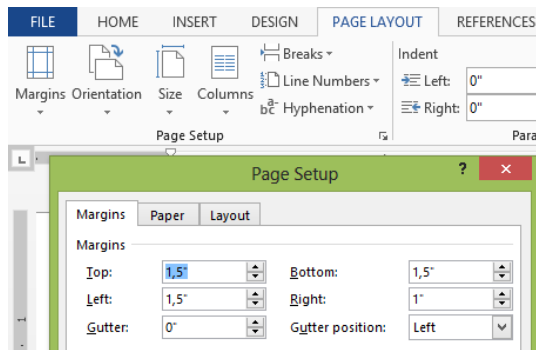 FILE HOME INSERT DESIGN PAGE LAYOUT REFERENCES
Breaks Indent
Line Numbers Left: 0"
Margins Orientation Size Columns
Hyphenation Right: 0"
Page Setup Para
Page Setup ? ×
Margins Paper Layout
Margins
Top: 1,5" Bottom: 1,5"
Left: 1,5" Right: 1"
Gutter: 0" Gutter position: Left
1